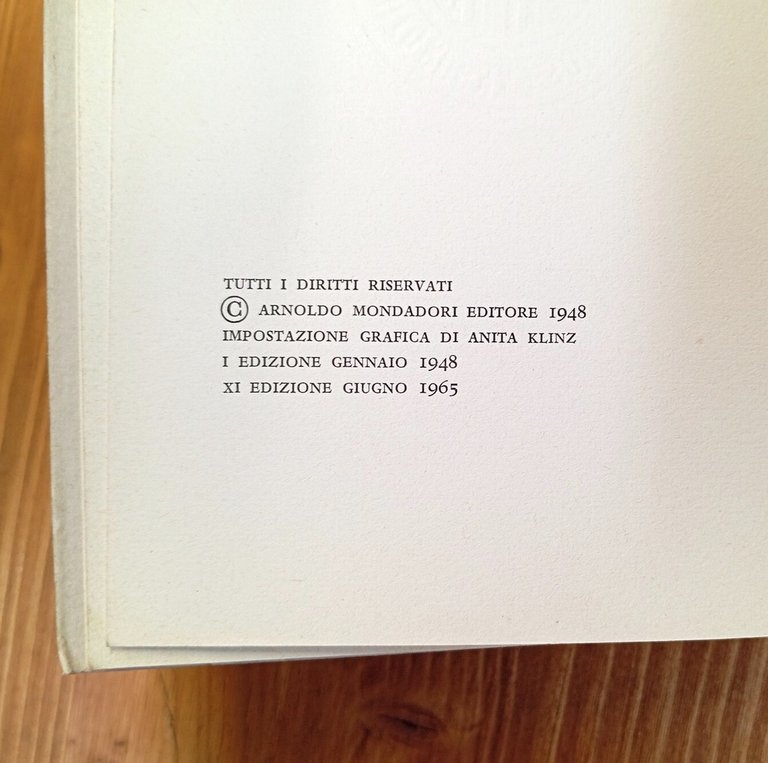 TUTTI I DIRITTI RISERVATI
© ARNOLDO MONDADORI EDITORE 1948
IMPOSTAZIONE GRAFICA DI ANITA KLINZ
I EDIZIONE GENNAIO 1948
XI EDIZIONE GIUGNO 1965